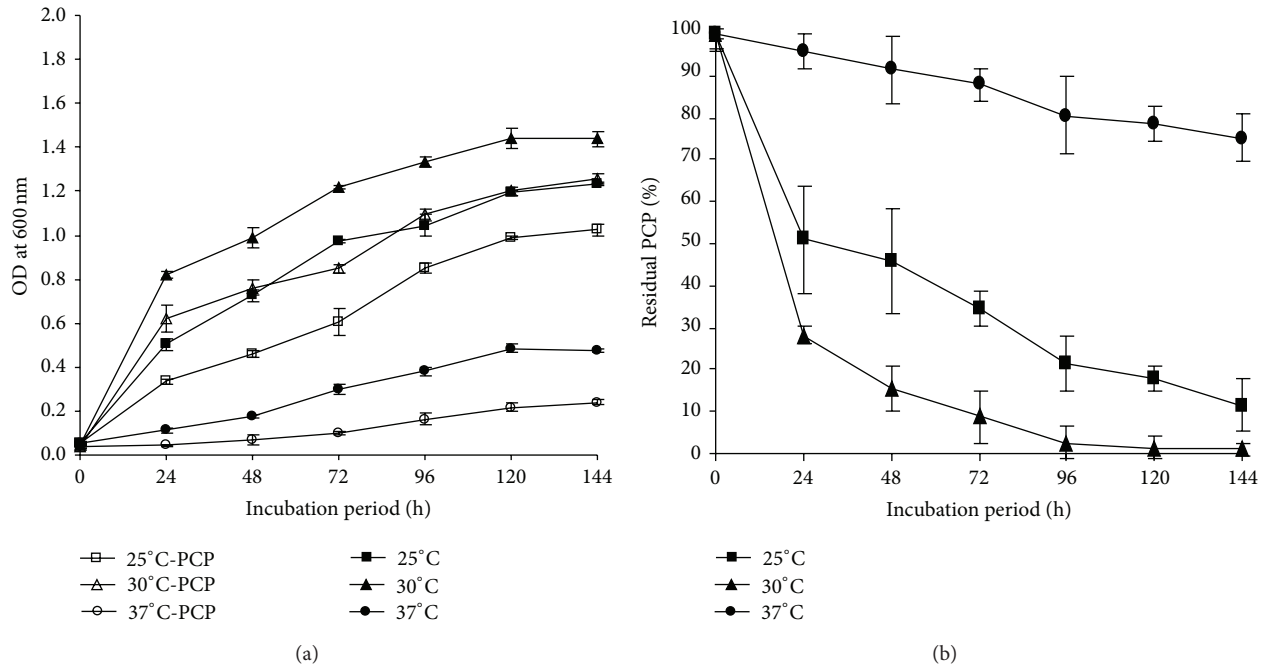 2.0
1.8
1.6
1.4
1.2
1.0
0.8
0.6
0.4
0.2
0.0
OD at 600 nm
0 24 48 72 96 120 144
Incubation period (h)
25°C-PCP 25°C
30°C-PCP 30°C
37°C-PCP 37°C
(a)
100
90
80
70
60
50
40
30
20
10
0
Residual PCP (%)
0 24 48 72 96 120 144
Incubation period (h)
25°C
30°C
37°C
(b)